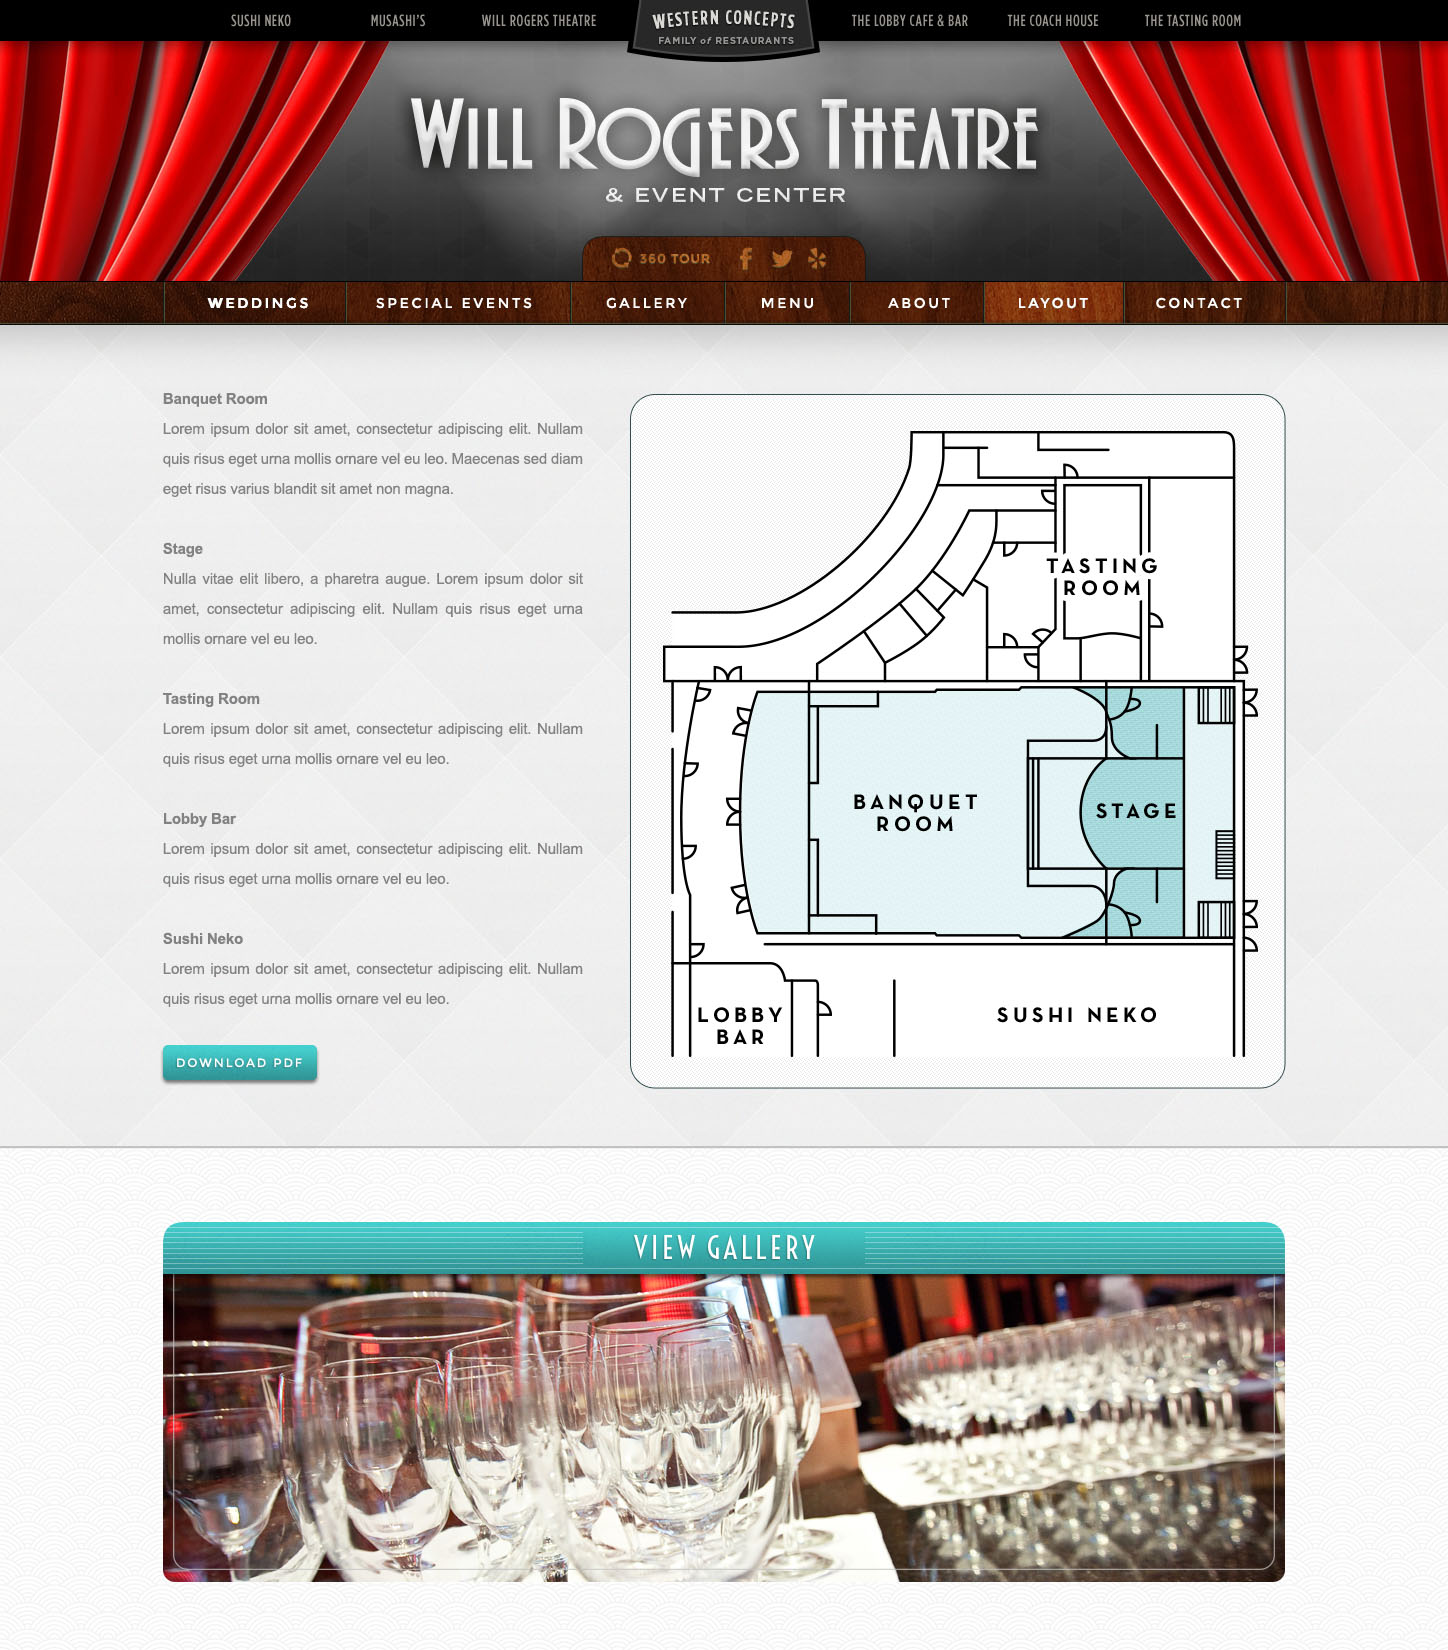 SUSHI NEKO
MUSASHI'S
WILL ROGERS THEATRE
WESTERN CONCEPTS
FAMILY of RESTAURANTS
THE LOBBY CAFE & BAR
THE COACH HOUSE
THE TASTING ROOM
WILL ROGERS THEATRE
& EVENT CENTER
360 TOUR
WEDDINGS
SPECIAL EVENTS
GALLERY
MENU
ABOUT
LAYOUT
CONTACT
Banquet Room
Lorem ipsum dolor sit amet, consectetur adipiscing elit. Nullam
quis risus eget urna mollis ornare vel eu leo. Maecenas sed diam
eget risus varius blandit sit amet non magna.
Stage
Nulla vitae elit libero, a pharetra augue. Lorem ipsum dolor sit
amet, consectetur adipiscing elit. Nullam quis risus eget urna
mollis ornare vel eu leo.
Tasting Room
Lorem ipsum dolor sit amet, consectetur adipiscing elit. Nullam
quis risus eget urna mollis ornare vel eu leo.
Lobby Bar
Lorem ipsum dolor sit amet, consectetur adipiscing elit. Nullam
quis risus eget urna mollis ornare vel eu leo.
Sushi Neko
Lorem ipsum dolor sit amet, consectetur adipiscing elit. Nullam
quis risus eget urna mollis ornare vel eu leo.
DOWNLOAD PDF
TASTING
ROOM
BANQUET
ROOM
STAGE
LOBBY
BAR
SUSHI NEKO
VIEW GALLERY